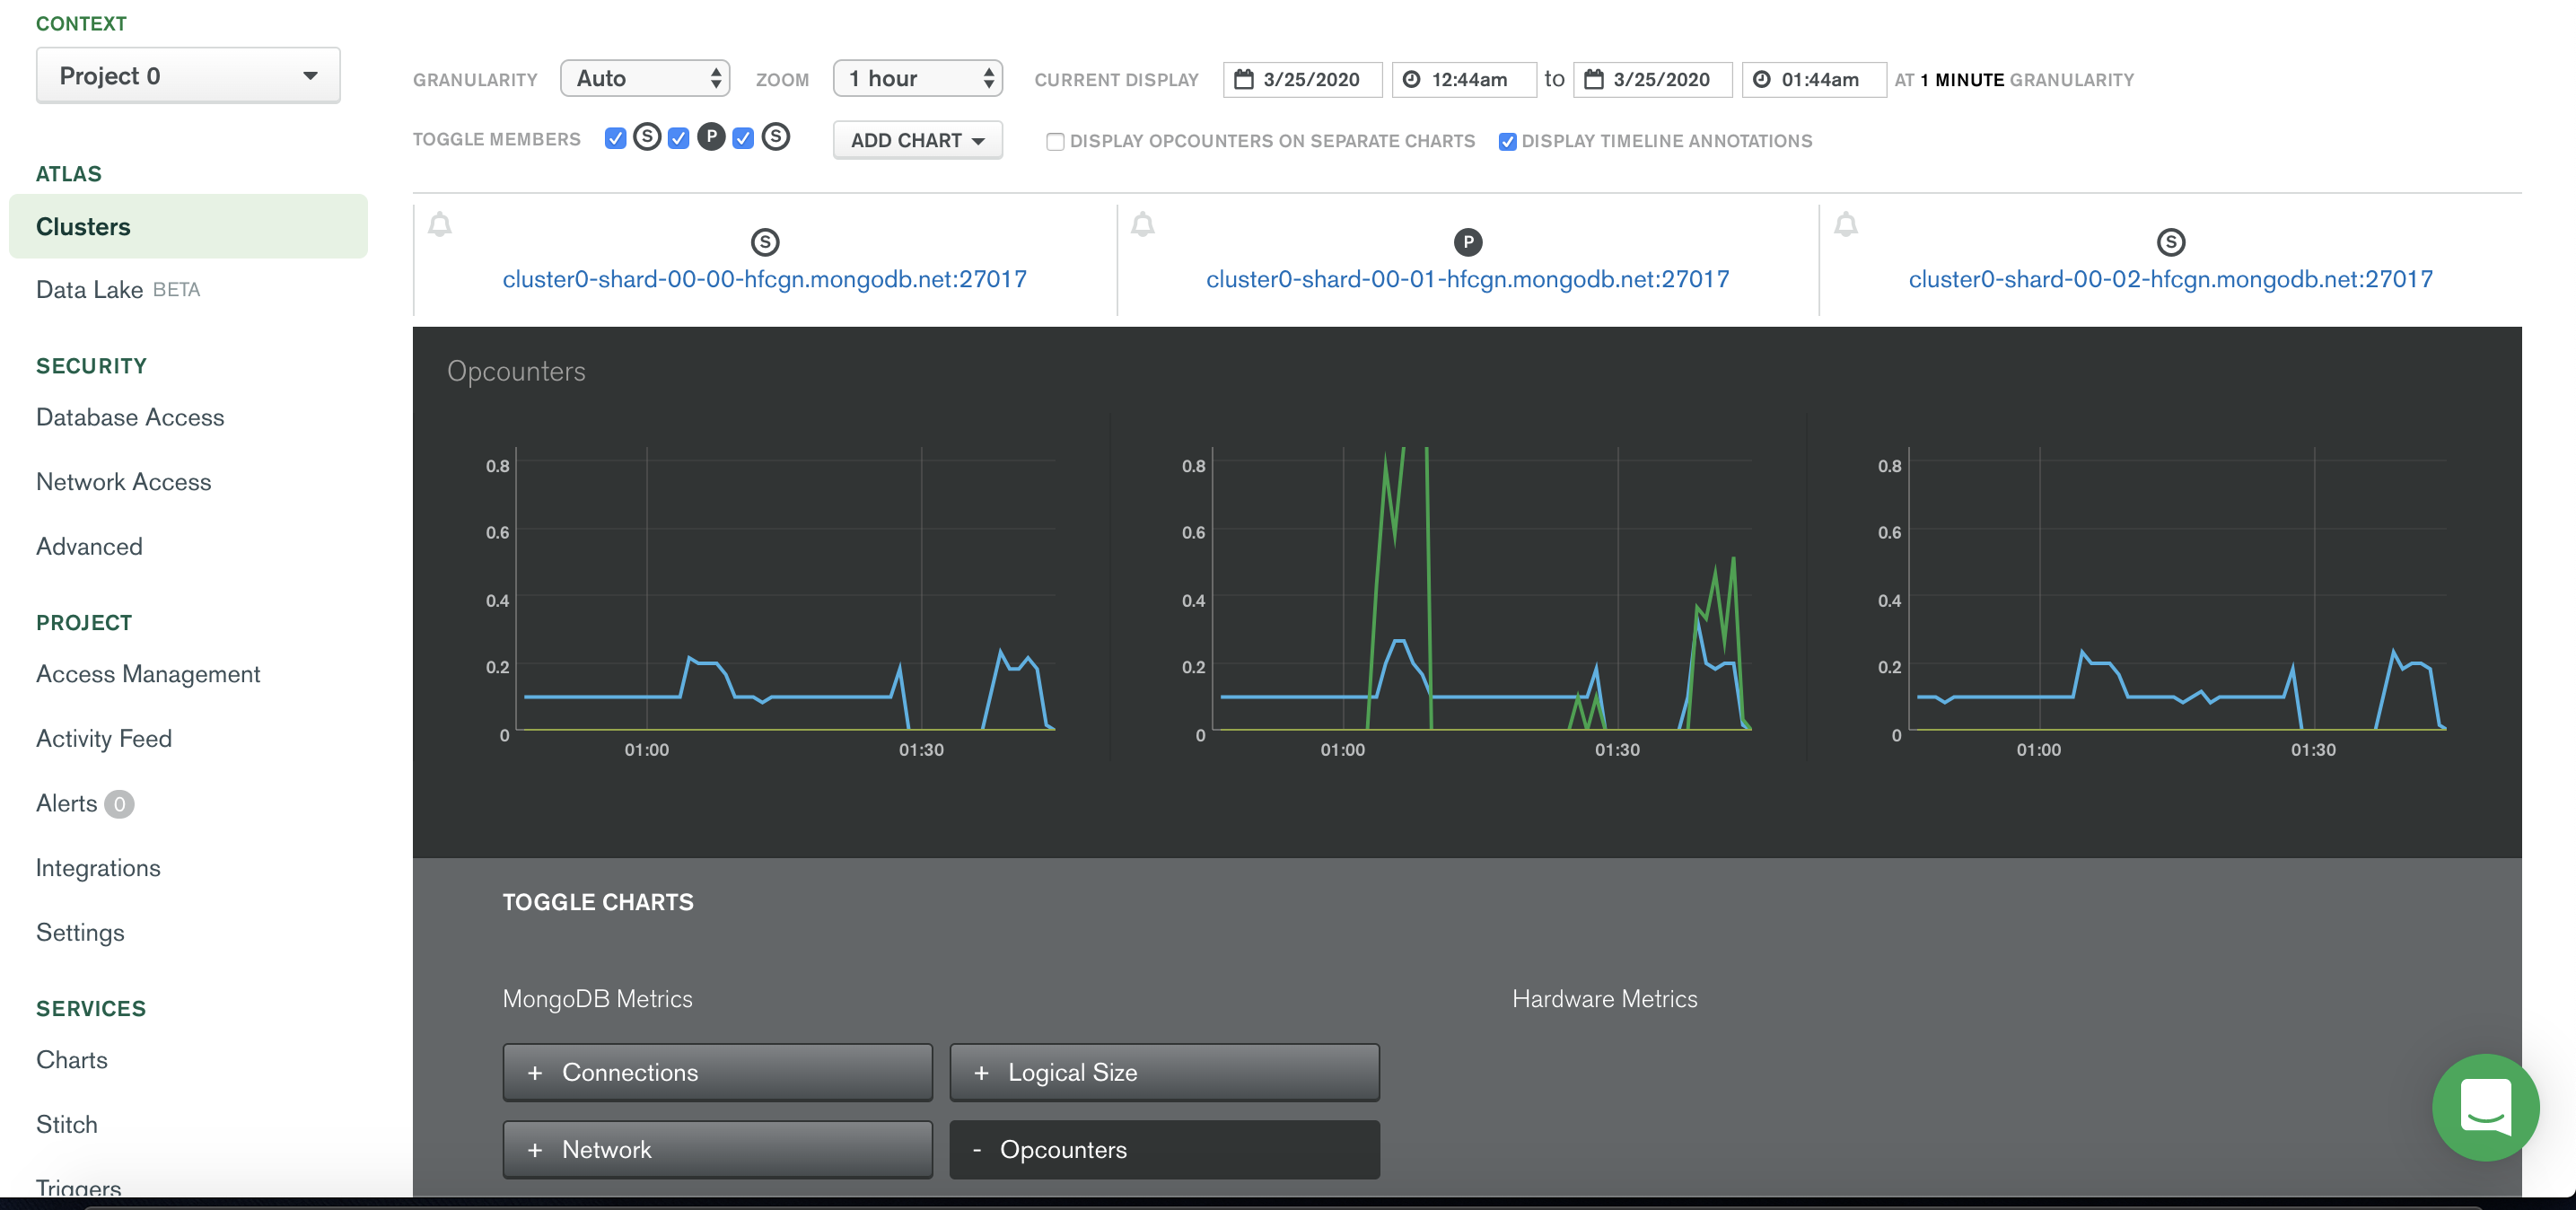 CONTEXT
Project 0
ATLAS
Clusters
Data Lake BETA
SECURITY
Database Access
Network Access
Advanced
PROJECT
Access Management
Activity Feed
Alerts 0
Integrations
Settings
SERVICES
Charts
Stitch
Triggers
GRANULARITY Auto ZOOM 1 hour CURRENT DISPLAY 3/25/2020 12:44am to 3/25/2020 01:44am AT 1 MINUTE GRANULARITY
TOGGLE MEMBERS S P S ADD CHART DISPLAY OPCOUNTERS ON SEPARATE CHARTS DISPLAY TIMELINE ANNOTATIONS
S
cluster0-shard-00-00-hfcgn.mongodb.net:27017
P
cluster0-shard-00-01-hfcgn.mongodb.net:27017
S
cluster0-shard-00-02-hfcgn.mongodb.net:27017
Opcounters
0.8
0.6
0.4
0.2
0
01:00 01:30
0.8
0.6
0.4
0.2
0
01:00 01:30
0.8
0.6
0.4
0.2
0
01:00 01:30
TOGGLE CHARTS
MongoDB Metrics
Hardware Metrics
+ Connections
+ Logical Size
+ Network
- Opcounters